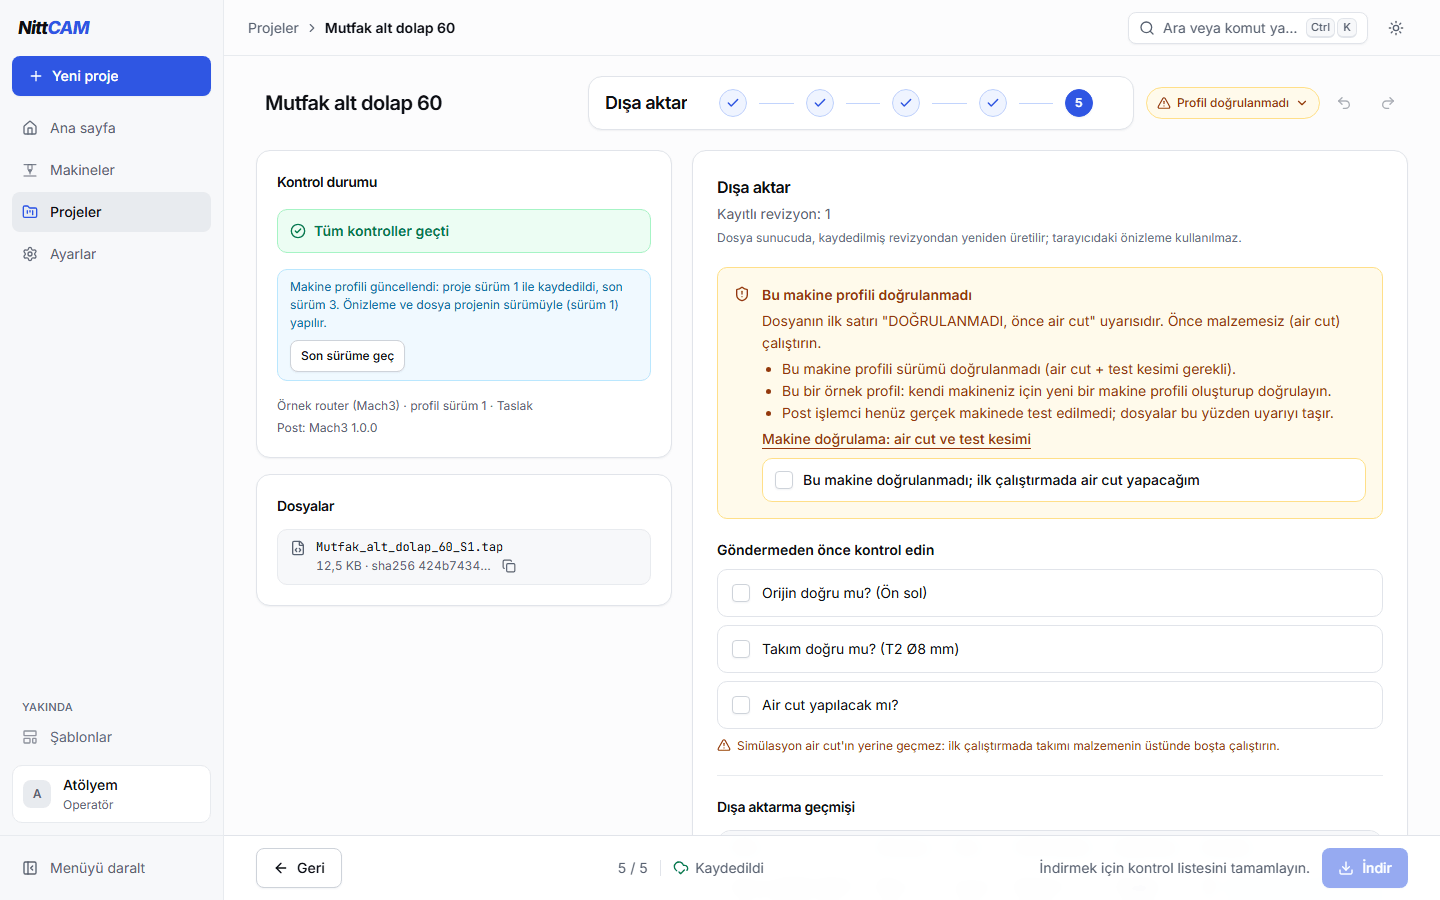 NittCAM
Yeni proje
Ana sayfa
Makineler
Projeler
Ayarlar
YAKINDA
Şablonlar
A
Atölyem
Operatör
Menüyü daralt
Projeler > Mutfak alt dolap 60
Ara veya komut ya... Ctrl K
Mutfak alt dolap 60
Dışa aktar
5
Profil doğrulanmadı
Kontrol durumu
Tüm kontroller geçti
Makine profili güncellendi: proje sürüm 1 ile kaydedildi, son
sürüm 3. Önizleme ve dosya projenin sürümüyle (sürüm 1)
yapılır.
Son sürüme geç
Örnek router (Mach3) · profil sürüm 1 · Taslak
Post: Mach3 1.0.0
Dosyalar
Mutfak_alt_dolap_60_S1.tap
12,5 KB · sha256 424b7434...
Dışa aktar
Kayıtlı revizyon: 1
Dosya sunucuda, kaydedilmiş revizyondan yeniden üretilir; tarayıcıdaki önizleme kullanılmaz.
Bu makine profili doğrulanmadı
Dosyanın ilk satırı "DOĞRULANMADI, önce air cut" uyarısıdır. Önce malzemesiz (air cut)
çalıştırın.
• Bu makine profili sürümü doğrulanmadı (air cut + test kesimi gerekli).
• Bu bir örnek profil: kendi makineniz için yeni bir makine profili oluşturup doğrulayın.
• Post işlemci henüz gerçek makinede test edilmedi; dosyalar bu yüzden uyarıyı taşır.
Makine doğrulama: air cut ve test kesimi
Bu makine doğrulanmadı; ilk çalıştırmada air cut yapacağım
Göndermeden önce kontrol edin
Orijin doğru mu? (Ön sol)
Takım doğru mu? (T2 Ø8 mm)
Air cut yapılacak mı?
Simülasyon air cut'ın yerine geçmez: ilk çalıştırmada takımı malzemenin üstünde boşta çalıştırın.
Dışa aktarma geçmişi
Geri
5 / 5
Kaydedildi
İndirmek için kontrol listesini tamamlayın.
İndir